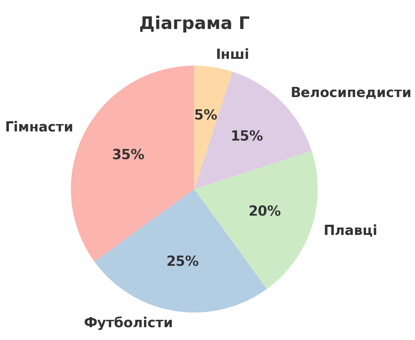 Діаграма Г
Інші
5%
Велосипедисти
15%
Гімнасти
35%
20%
Плавці
25%
Футболісти